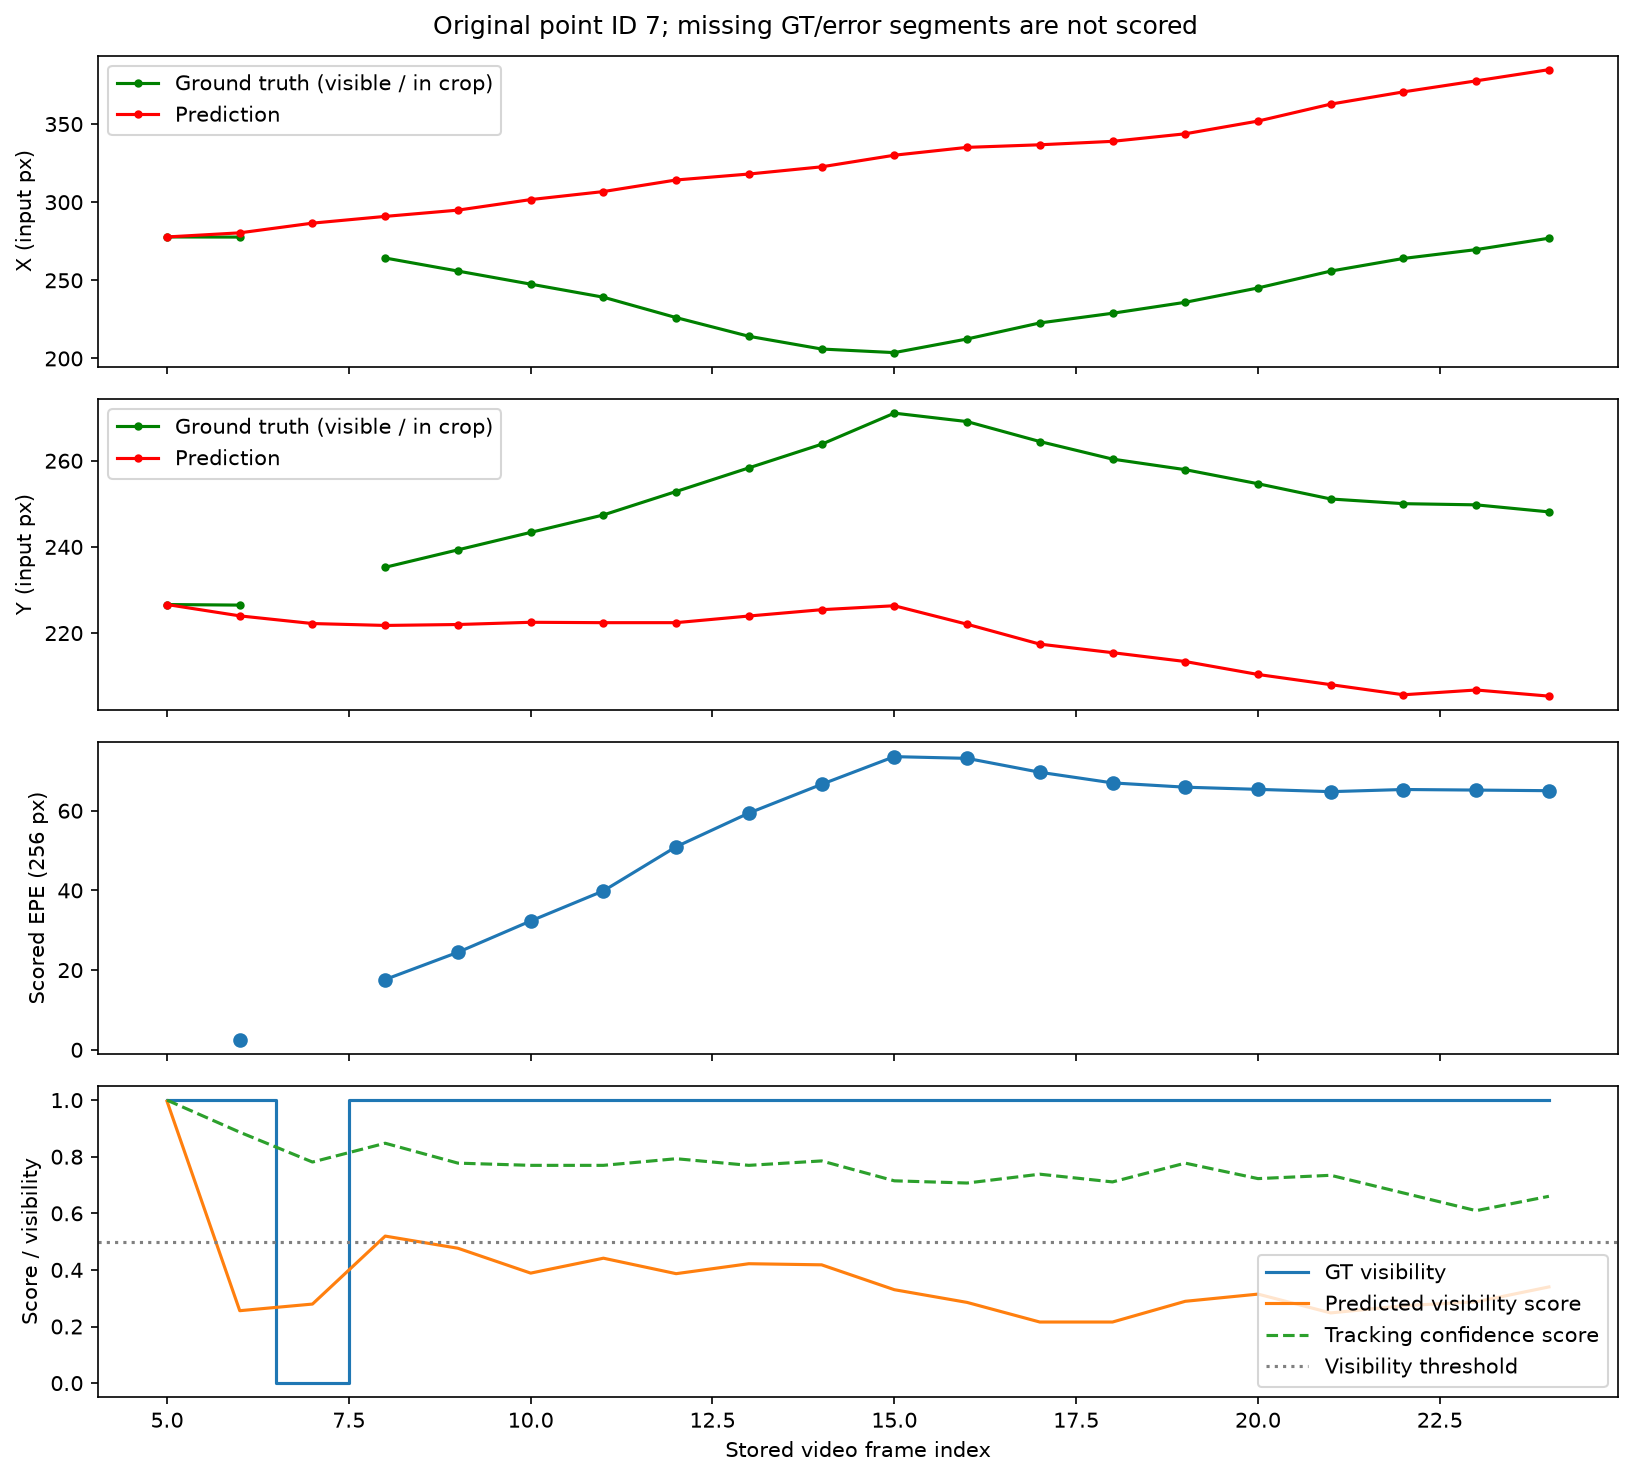 Original point ID 7; missing GT/error segments are not scored
Ground truth (visible / in crop)
Prediction
X (input px)
350
300
250
200
Ground truth (visible / in crop)
Prediction
Y (input px)
260
240
220
Scored EPE (256 px)
60
40
20
0
Score / visibility
1.0
0.8
0.6
0.4
0.2
0.0
GT visibility
Predicted visibility score
Tracking confidence score
Visibility threshold
5.0 7.5 10.0 12.5 15.0 17.5 20.0 22.5
Stored video frame index